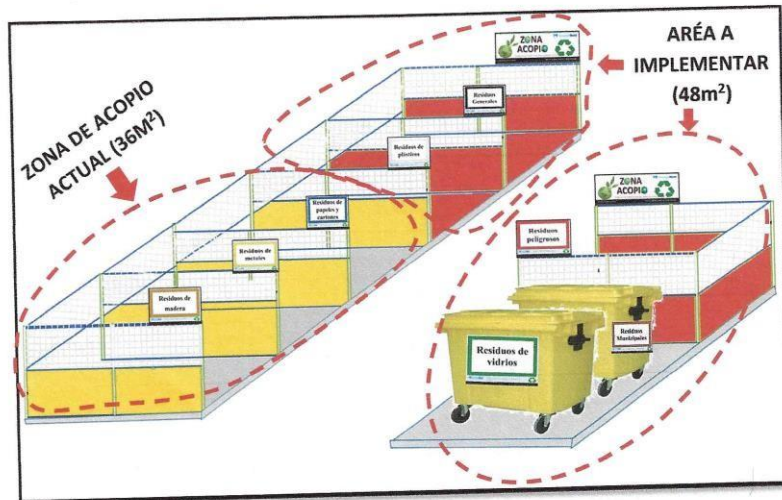 ZONA DE ACOPIO
ACTUAL (36M²)
ARÉA A
IMPLEMENTAR
(48m²)
ZONA
ACOPIO
Residuos
Generales
Residuos de
plásticos
Residuos
de papeles y
cartones
Residuos de
metales
Residuos de
madera
ZONA
ACOPIO
Residuos
peligrosos
Residuos
Municipales
Residuos de
vidrios